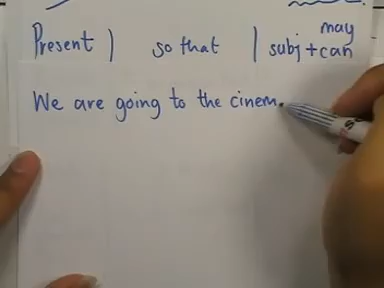 may
Present | so that | subj + can
We are going to the cinem